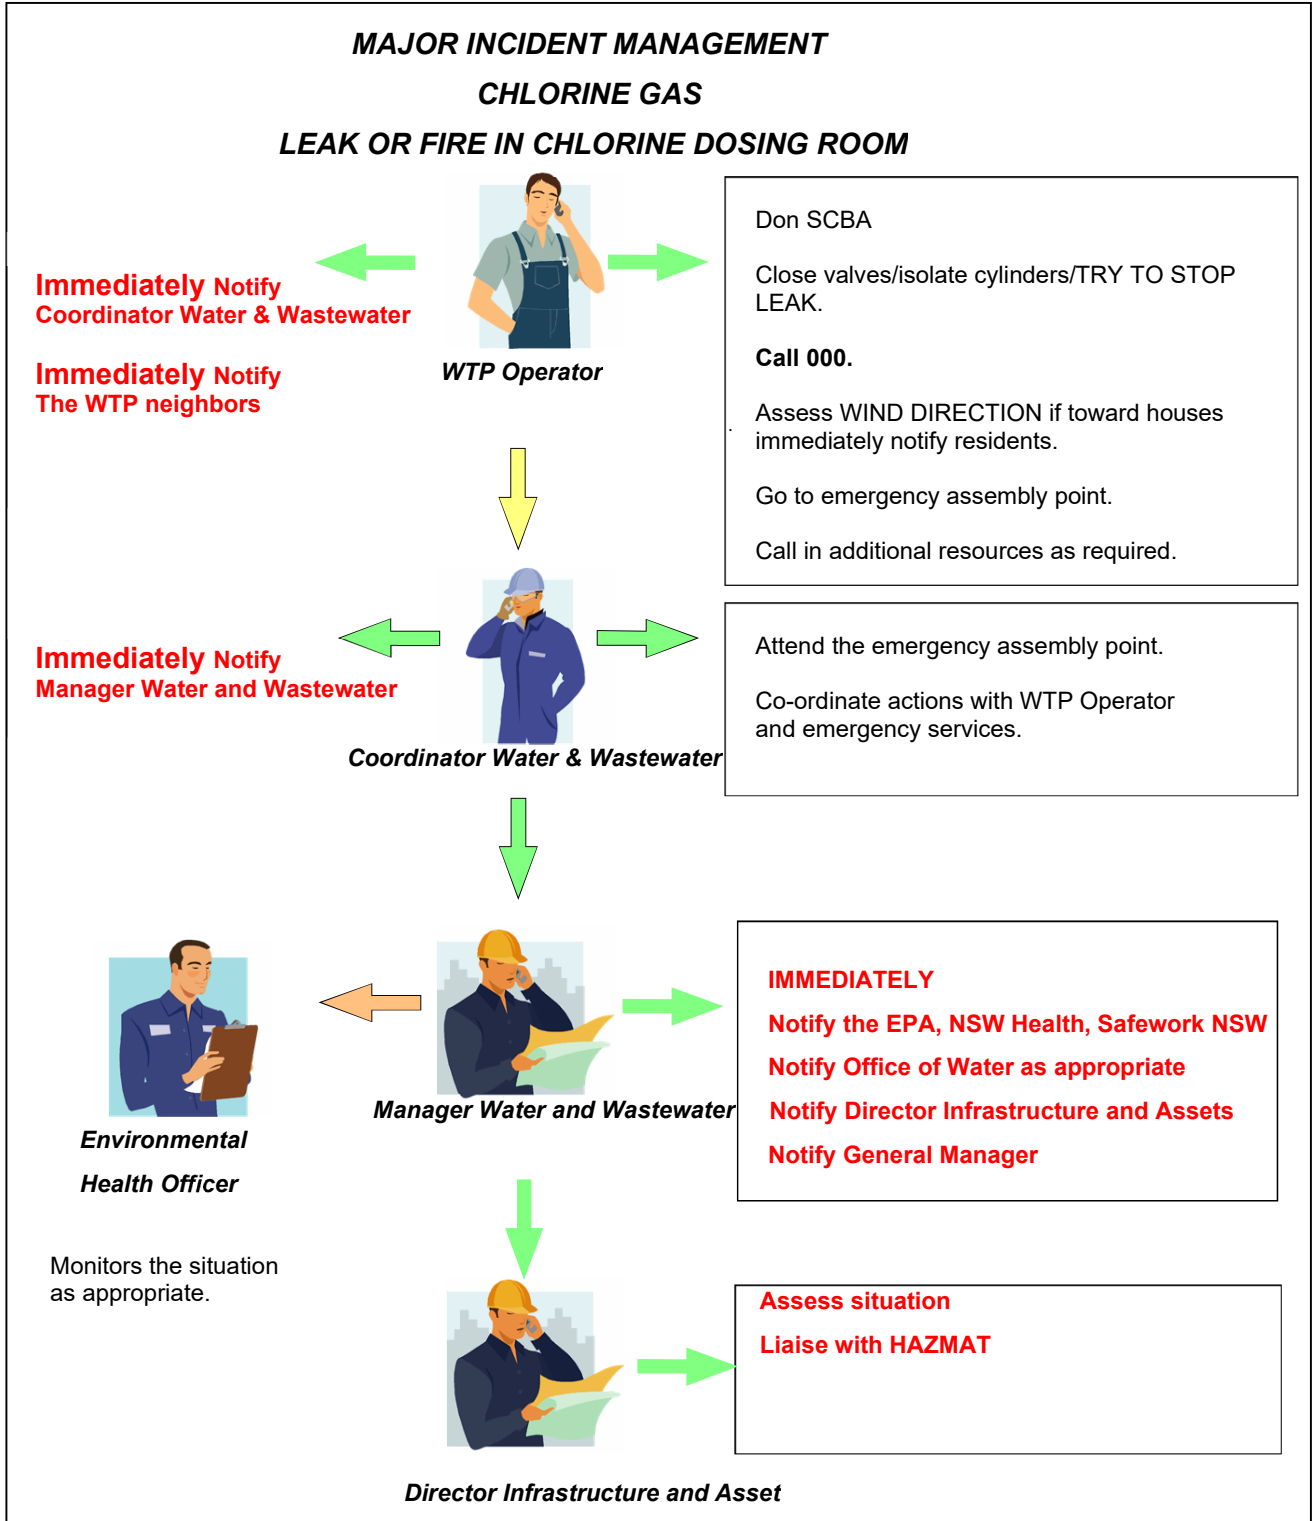 MAJOR INCIDENT MANAGEMENT
CHLORINE GAS
LEAK OR FIRE IN CHLORINE DOSING ROOM
Immediately Notify
Coordinator Water & Wastewater
Immediately Notify
The WTP neighbors
WTP Operator
Don SCBA
Close valves/isolate cylinders/TRY TO STOP
LEAK.
Call 000.
Assess WIND DIRECTION if toward houses
immediately notify residents.
Go to emergency assembly point.
Call in additional resources as required.
.
Immediately Notify
Manager Water and Wastewater
Coordinator Water & Wastewater
Attend the emergency assembly point.
Co-ordinate actions with WTP Operator
and emergency services.
Environmental
Health Officer
Monitors the situation
as appropriate.
Manager Water and Wastewater
IMMEDIATELY
Notify the EPA, NSW Health, Safework NSW
Notify Office of Water as appropriate
Notify Director Infrastructure and Assets
Notify General Manager
Assess situation
Liaise with HAZMAT
Director Infrastructure and Asset